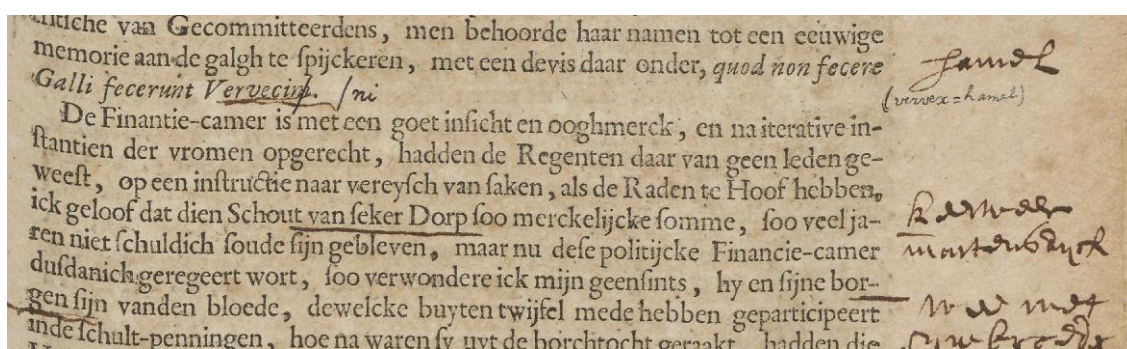 van Gecommitteerdens, men behoorde haar namen tot een eeuwige
memorie aan de galgh te spijckeren, met een devis daar onder, quod non fecere
Galli fecerunt Vervecin. /ni
hamel
(vervex = hamel)
De Finantie-camer is met een goet insicht en ooghmerck, en na iterative in-
stantien der vromen opgerecht, hadden de Regenten daar van geen leden ge-
weest, op een instructie naar vereysch van saken, als de Raden te Hoof hebben,
ick geloof dat dien Schout van seker Dorp soo merckelijcke somme, soo veel ja-
ren niet schuldich soude sijn gebleven, maar nu dese politijcke Financie-camer
dusdanich geregeert wort, soo verwondere ick mijn geensints, hy en sijne bor-
gen sijn vanden bloede, dewelcke buyten twijfel mede hebben geparticipeert
inde schult-penningen, hoe na waren sy uyt de borchtocht geraakt hadden die
martensdyck